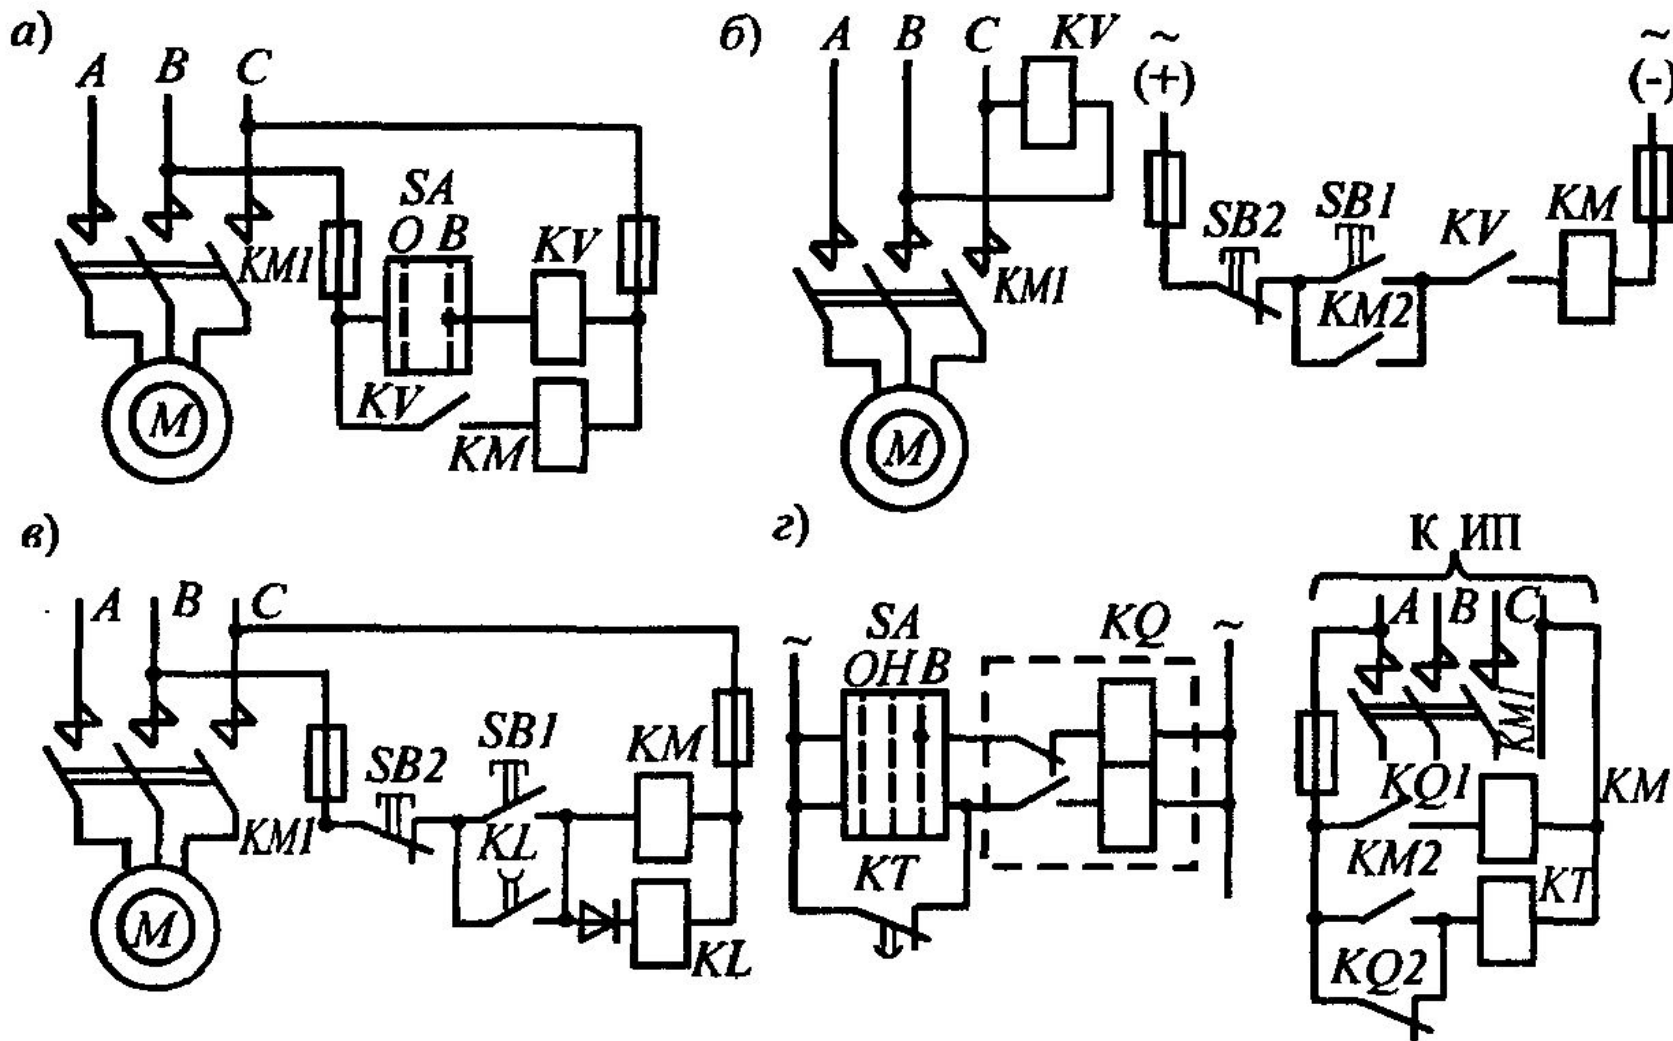 а)
A B C
SA
O B
KV
KM1
KV
KM
M
б)
A B C KV
~ ~
(+) (-)
SB2 SB1 KV KM
KM2
KM1
M
в)
A B C
SB1 KM
SB2
KL
KM1
KL
M
г)
К ИП
~ SA KQ ~
OH B
KT
A B C
KM1
KQ1 KM
KM2
KT
KQ2